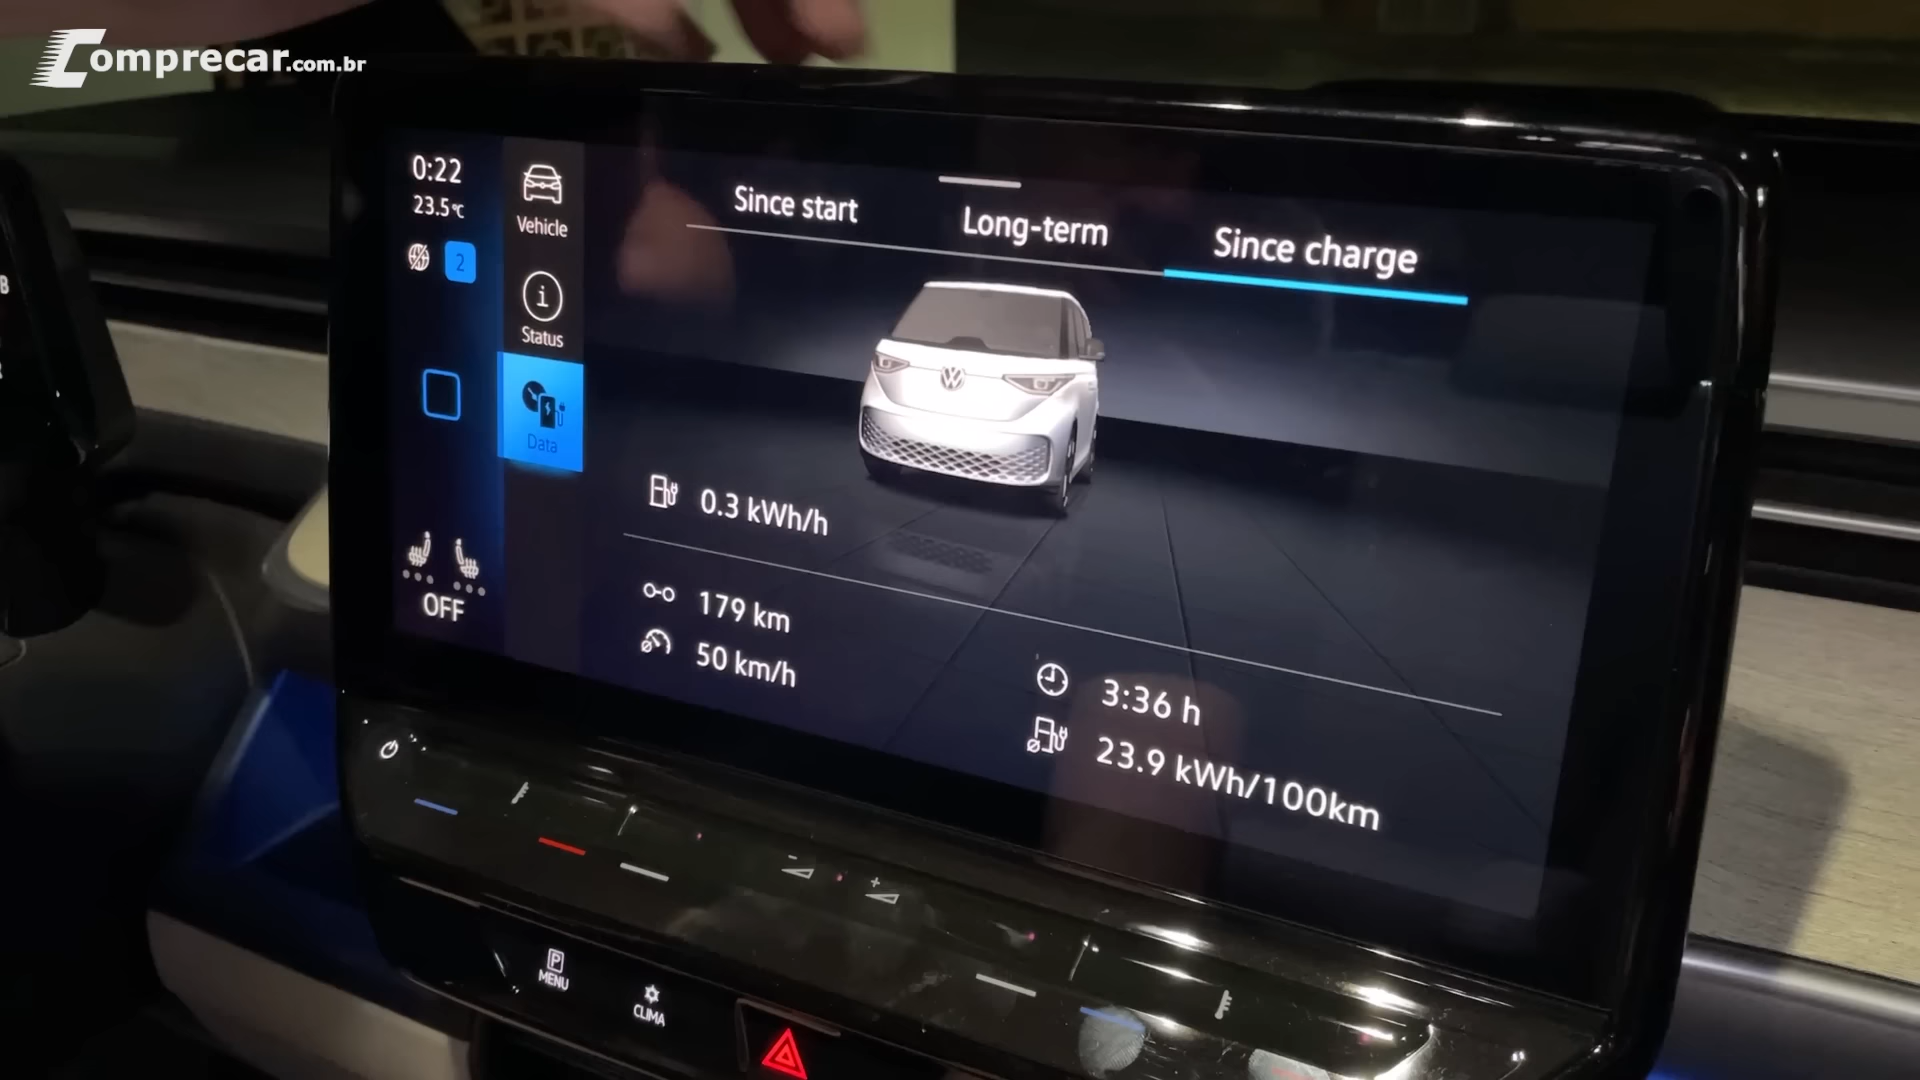 Comprecar.com.br
0:22
23.5°C
2
Vehicle
Status
Data
OFF
Since start
Long-term
Since charge
0.3 kWh/h
179 km
50 km/h
3:36 h
23.9 kWh/100km
P
MENU
CLIMA
B